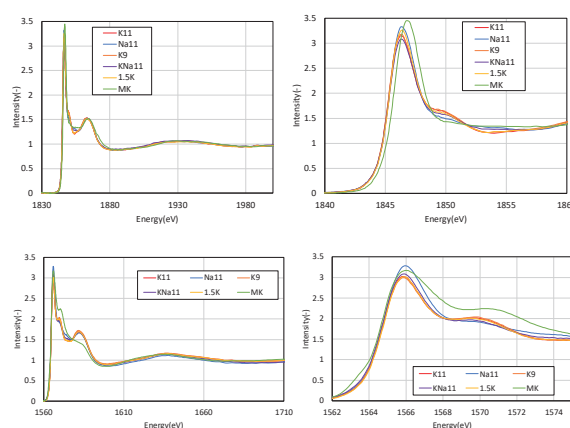 3.5
3
2.5
2
1.5
1
0.5
0
Intensity(-)
K11
Na11
K9
KNa11
1.5K
MK
1830 1880 1930 1980
Energy(eV)
3.5
3
2.5
2
1.5
1
0.5
0
Intensity(-)
K11
Na11
K9
KNa11
1.5K
MK
1840 1845 1850 1855 1860
Energy(eV)
3.5
3
2.5
2
1.5
1
0.5
0
Intensity(-)
K11 Na11 K9
KNa11 1.5K MK
1560 1610 1660 1710
Energy(eV)
3.5
3
2.5
2
1.5
1
0.5
0
Intensity(-)
K11 Na11 K9
KNa11 1.5K MK
1562 1564 1566 1568 1570 1572 1574
Energy(eV)